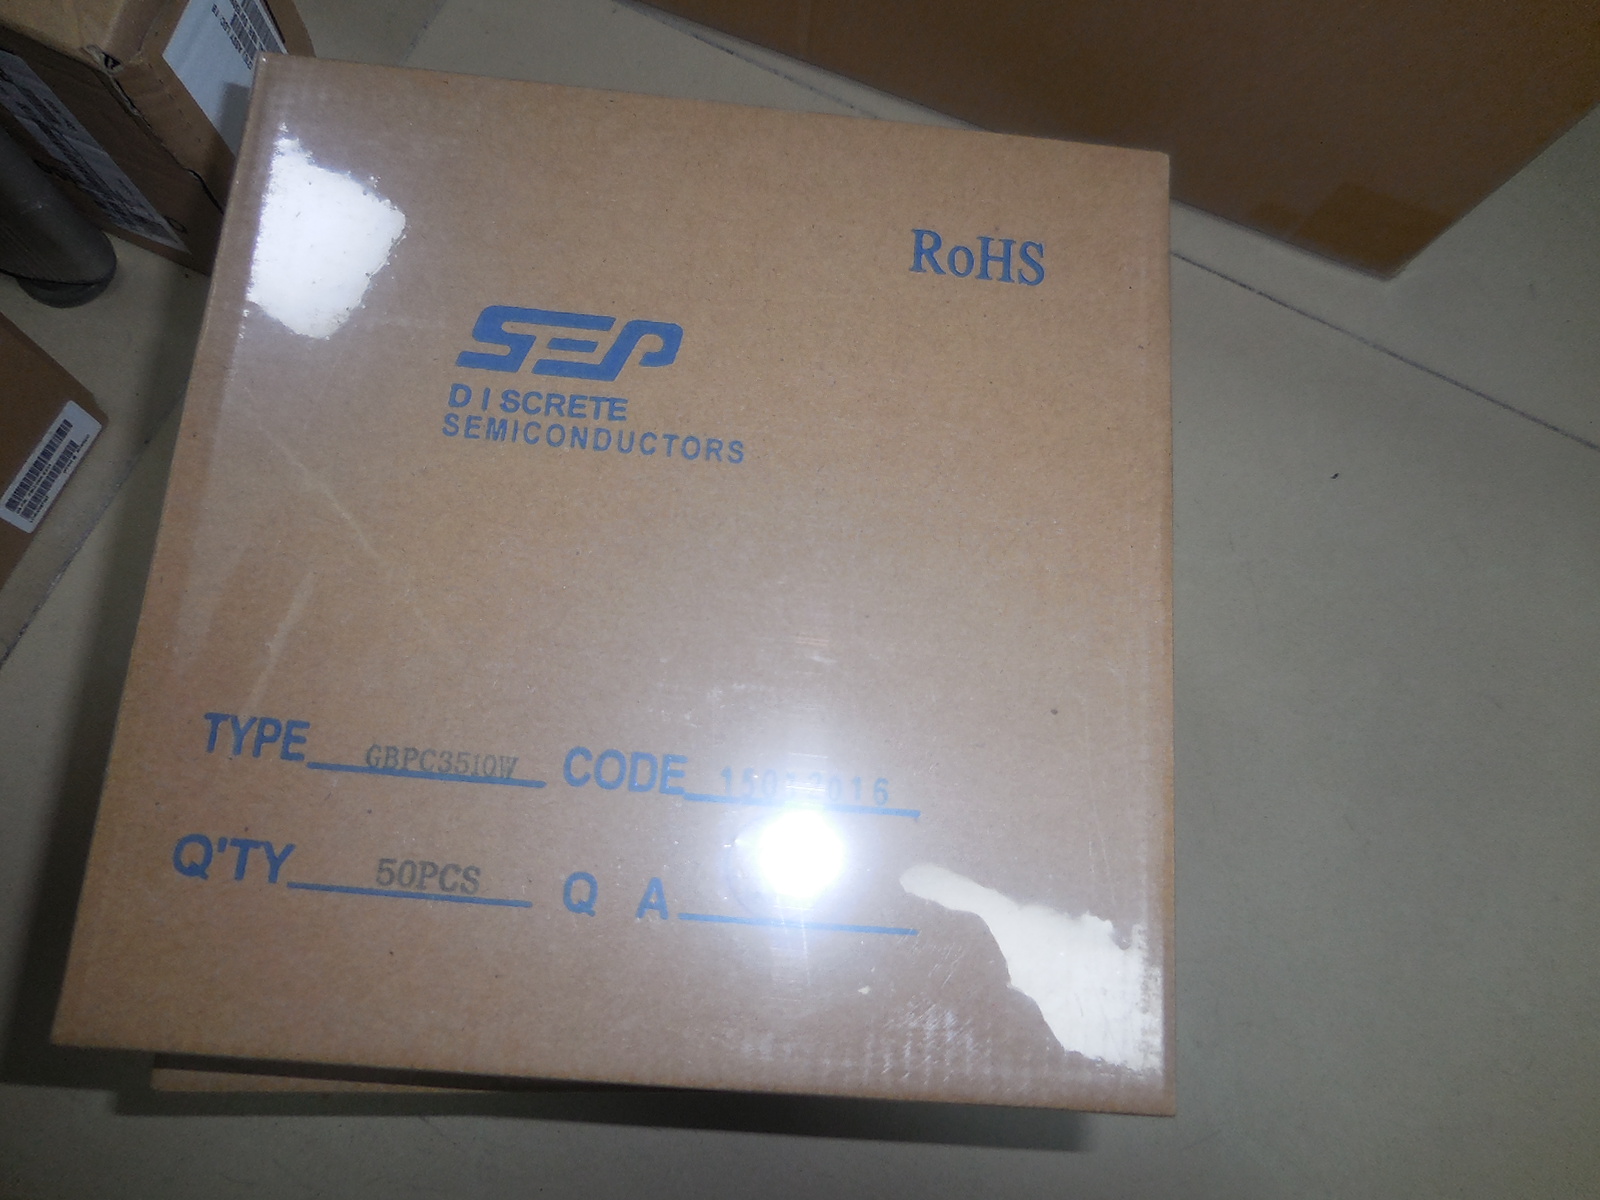 RoHS
SEP
DISCRETE
SEMICONDUCTORS
TYPE GBPC3510W CODE
Q'TY 50PCS Q A